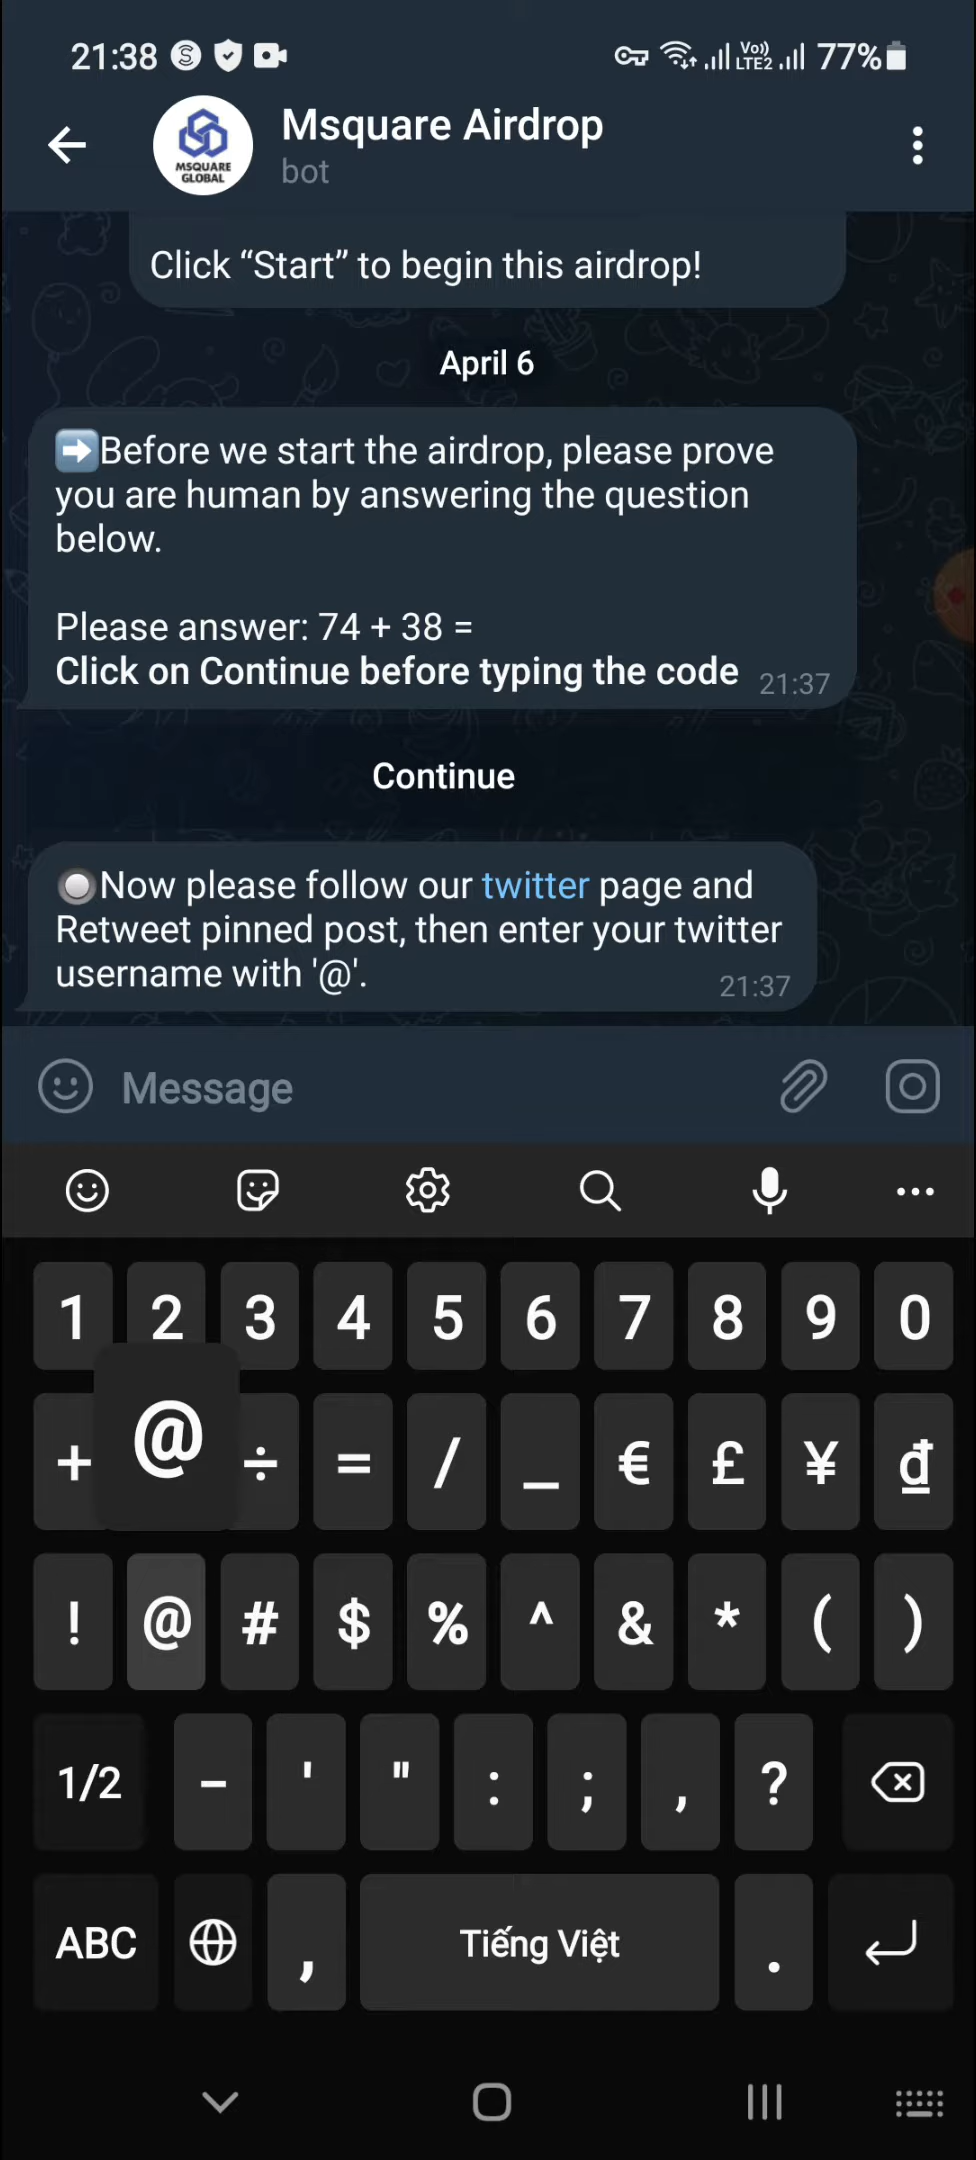 21:38
Vo))
LTE2
77%
MSQUARE
GLOBAL
Msquare Airdrop
bot
Click “Start” to begin this airdrop!
April 6
➡Before we start the airdrop, please prove
you are human by answering the question
below.
Please answer: 74 + 38 =
Click on Continue before typing the code
21:37
Continue
Now please follow our twitter page and
Retweet pinned post, then enter your twitter
username with '@'.
21:37
Message
1 2 3 4 5 6 7 8 9 0
+ @ ÷ = / _ € £ ¥ ₫
! @ # $ % ^ & * ( )
1/2 - ' " : ; , ?
ABC , Tiếng Việt .